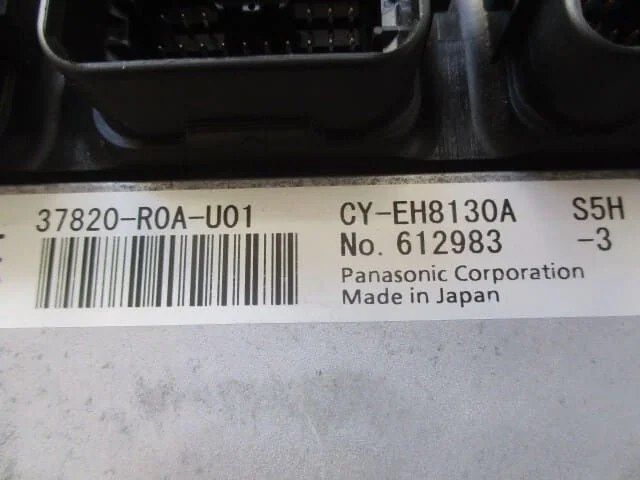 37820-R0A-U01 CY-EH8130A S5H
No. 612983 -3
Panasonic Corporation
Made in Japan